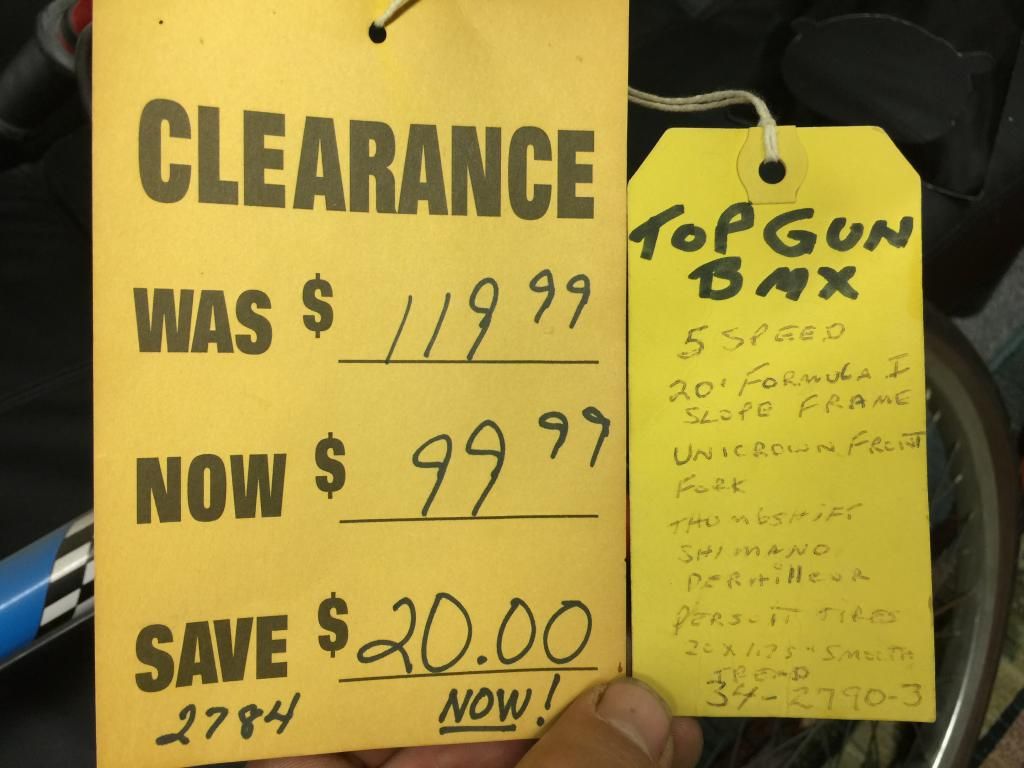 CLEARANCE
WAS $ 119.99
NOW $ 99.99
SAVE $ 20.00
2784 NOW!
TOP GUN
BMX
5 SPEED
20' FORMULA I
SLOPE FRAME
UNICROWN FRONT
FORK
THUMBSHIFT
SHIMANO
DERAILLEUR
PERSUIT TIRES
20 X 1.75" SMOOTH
TREAD
34-2790-3